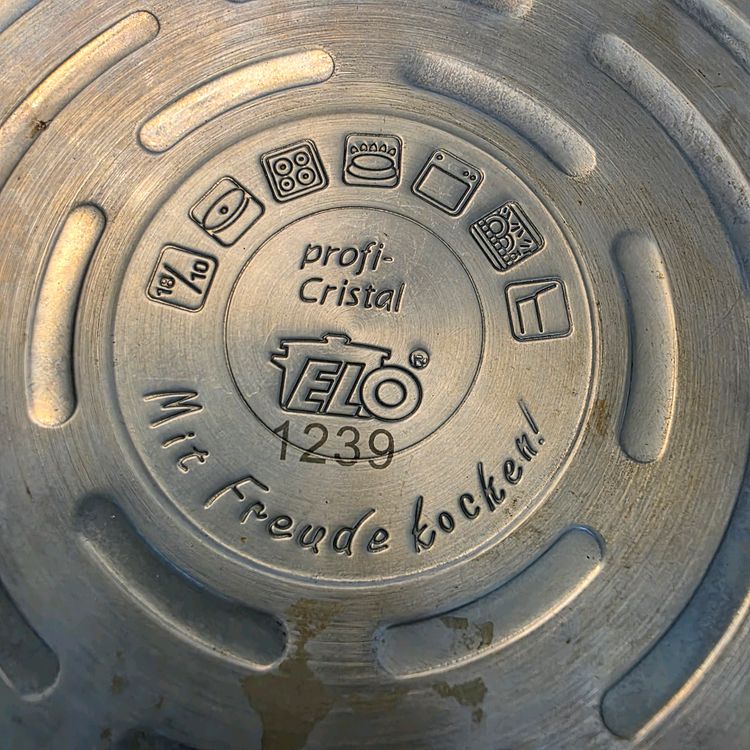 18/10
profi-
Cristal
ELO®
1239
Mit Freude kochen!